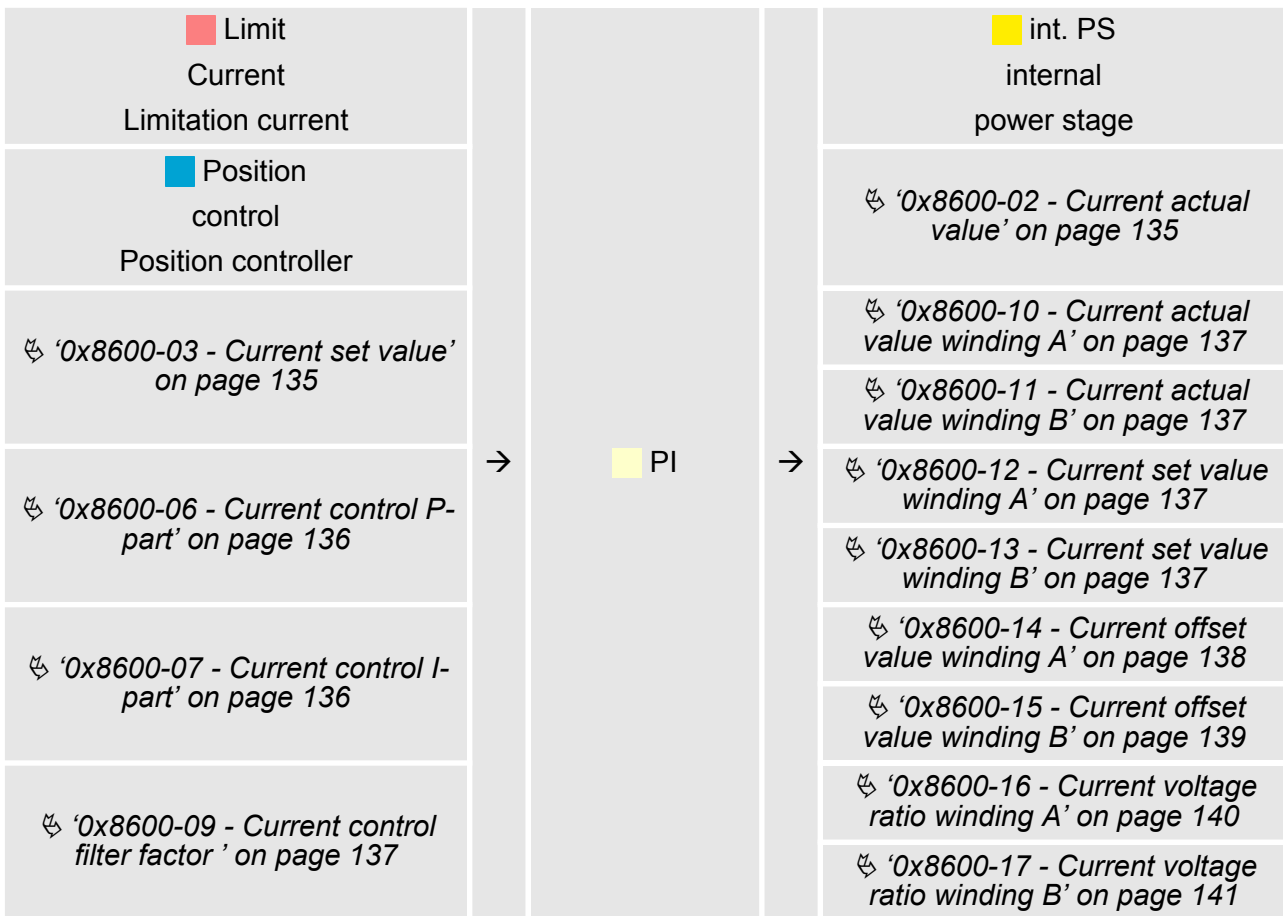 Limit
Current
Limitation current
Position
control
Position controller
'0x8600-03 - Current set value'
on page 135
'0x8600-06 - Current control P-
part' on page 136
'0x8600-07 - Current control I-
part' on page 136
'0x8600-09 - Current control
filter factor ' on page 137
→
PI
→
int. PS
internal
power stage
'0x8600-02 - Current actual
value' on page 135
'0x8600-10 - Current actual
value winding A' on page 137
'0x8600-11 - Current actual
value winding B' on page 137
'0x8600-12 - Current set value
winding A' on page 137
'0x8600-13 - Current set value
winding B' on page 137
'0x8600-14 - Current offset
value winding A' on page 138
'0x8600-15 - Current offset
value winding B' on page 139
'0x8600-16 - Current voltage
ratio winding A' on page 140
'0x8600-17 - Current voltage
ratio winding B' on page 141